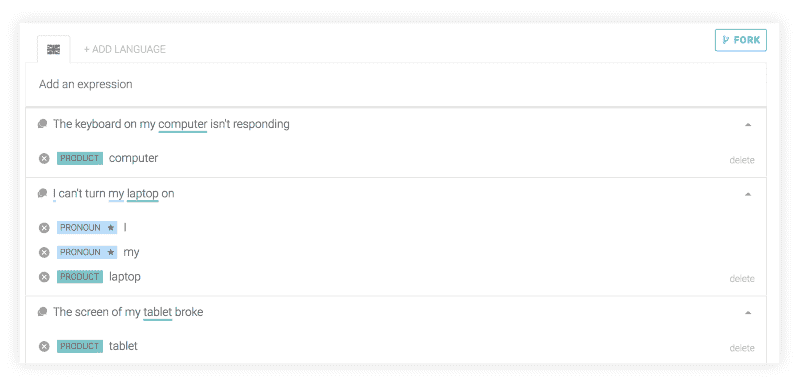 FORK
+ ADD LANGUAGE
Add an expression
The keyboard on my computer isn't responding
PRODUCT computer
delete
I can't turn my laptop on
PRONOUN ★ I
PRONOUN ★ my
PRODUCT laptop
delete
The screen of my tablet broke
PRODUCT tablet
delete